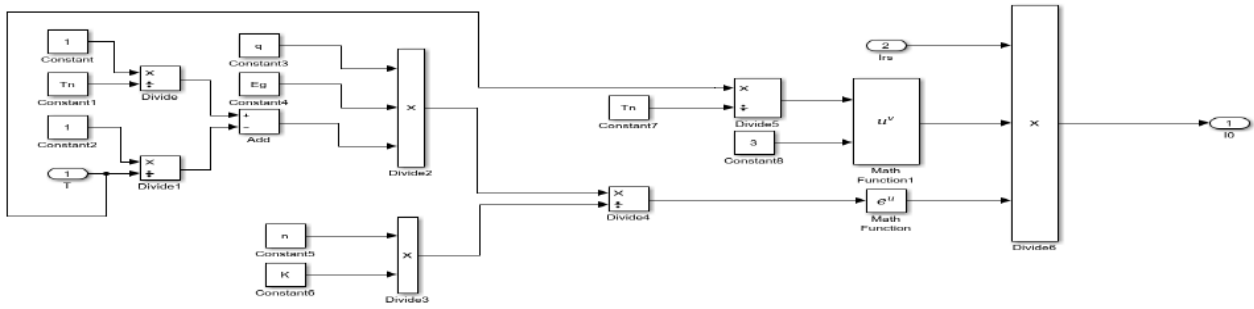 1
Constant
Tn
Constant1
×
÷
Divide
1
Constant2
1
T
×
÷
Divide1
+
−
Add
q
Constant3
Eg
Constant4
×
Divide2
n
Constant5
K
Constant6
×
Divide3
×
÷
Divide4
Tn
Constant7
×
÷
Divide5
3
Constant8
2
Irs
u^v
Math
Function1
e^u
Math
Function
×
Divide6
1
I0